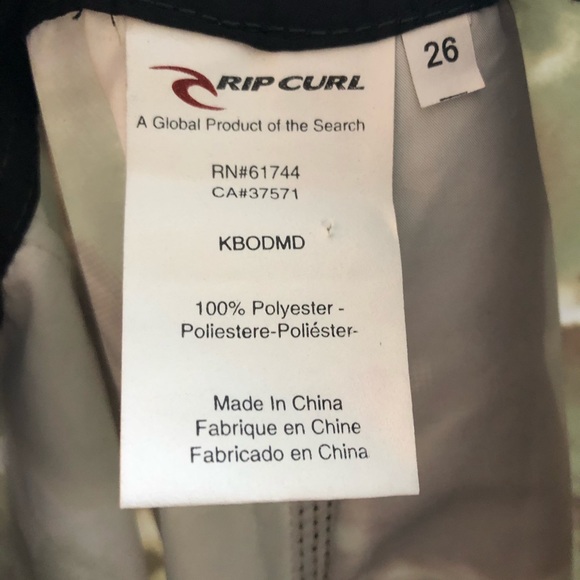 RIP CURL
26
A Global Product of the Search
RN#61744
CA#37571
KBODMD
100% Polyester -
Poliestere-Poliéster-
Made In China
Fabrique en Chine
Fabricado en China